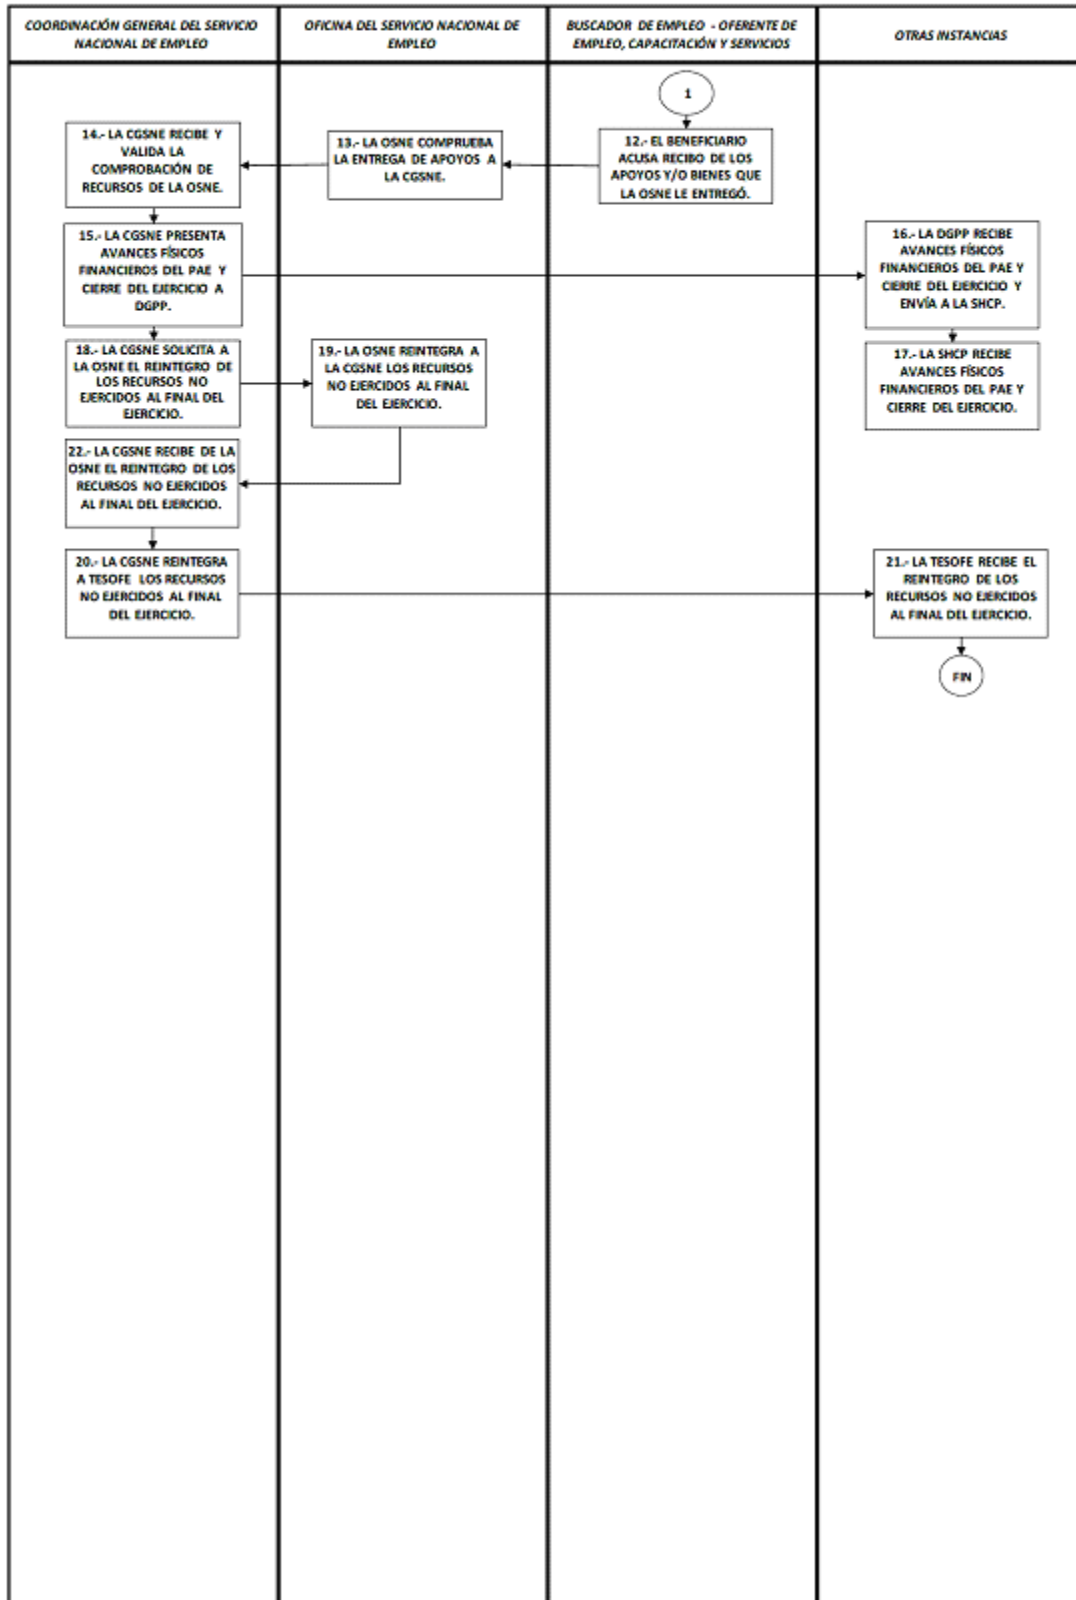 COORDINACIÓN GENERAL DEL SERVICIO
NACIONAL DE EMPLEO
OFICINA DEL SERVICIO NACIONAL DE
EMPLEO
BUSCADOR DE EMPLEO - OFERENTE DE
EMPLEO, CAPACITACIÓN Y SERVICIOS
OTRAS INSTANCIAS
1
12.- EL BENEFICIARIO
ACUSA RECIBO DE LOS
APOYOS Y/O BIENES QUE
LA OSNE LE ENTREGÓ.
13.- LA OSNE COMPRUEBA
LA ENTREGA DE APOYOS A
LA CGSNE.
14.- LA CGSNE RECIBE Y
VALIDA LA
COMPROBACIÓN DE
RECURSOS DE LA OSNE.
15.- LA CGSNE PRESENTA
AVANCES FÍSICOS
FINANCIEROS DEL PAE Y
CIERRE DEL EJERCICIO A
DGPP.
16.- LA DGPP RECIBE
AVANCES FÍSICOS
FINANCIEROS DEL PAE Y
CIERRE DEL EJERCICIO Y
ENVÍA A LA SHCP.
17.- LA SHCP RECIBE
AVANCES FÍSICOS
FINANCIEROS DEL PAE Y
CIERRE DEL EJERCICIO.
18.- LA CGSNE SOLICITA A
LA OSNE EL REINTEGRO DE
LOS RECURSOS NO
EJERCIDOS AL FINAL DEL
EJERCICIO.
19.- LA OSNE REINTEGRA A
LA CGSNE LOS RECURSOS
NO EJERCIDOS AL FINAL
DEL EJERCICIO.
22.- LA CGSNE RECIBE DE LA
OSNE EL REINTEGRO DE LOS
RECURSOS NO EJERCIDOS
AL FINAL DEL EJERCICIO.
20.- LA CGSNE REINTEGRA
A TESOFE LOS RECURSOS
NO EJERCIDOS AL FINAL
DEL EJERCICIO.
21.- LA TESOFE RECIBE EL
REINTEGRO DE LOS
RECURSOS NO EJERCIDOS
AL FINAL DEL EJERCICIO.
FIN